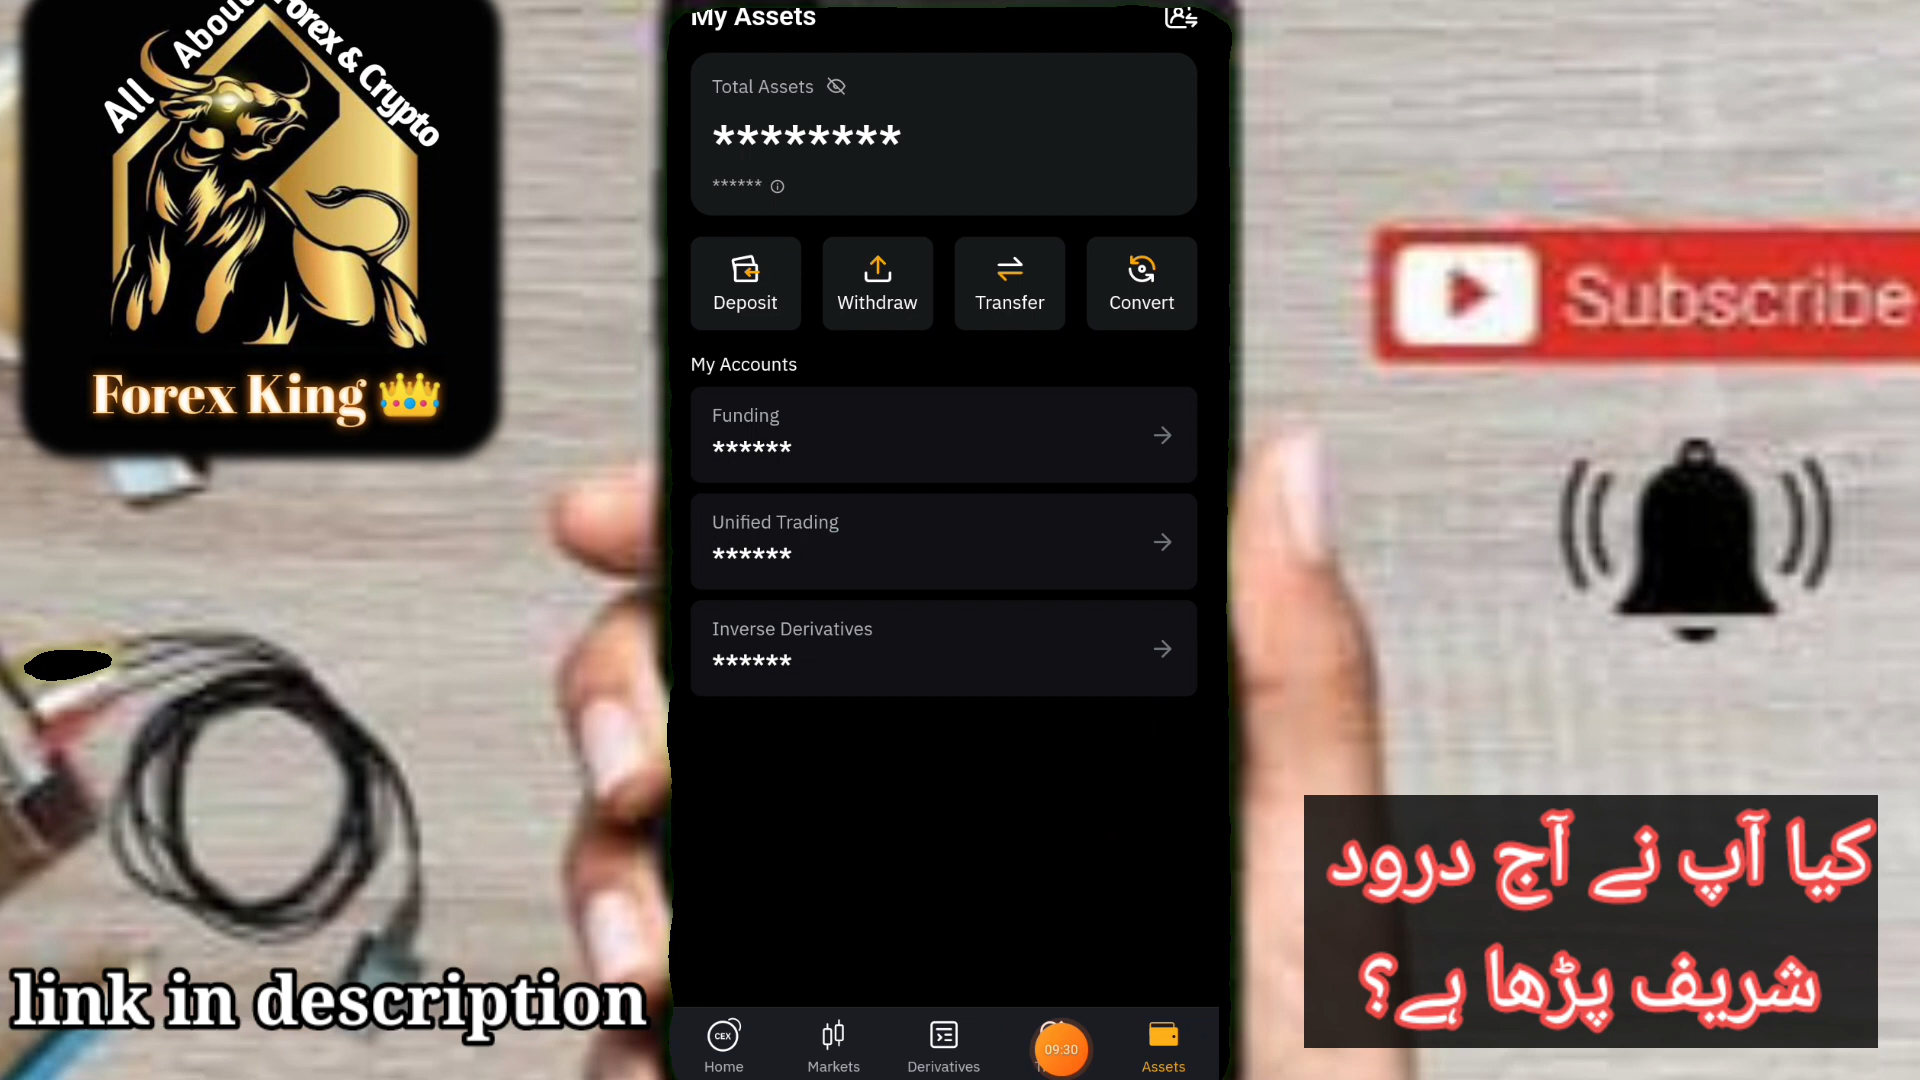 All About Forex & Crypto
Forex King
My Assets
Total Assets
********
******
Deposit
Withdraw
Transfer
Convert
My Accounts
Funding
******
Unified Trading
******
Inverse Derivatives
******
CEX
Home
Markets
Derivatives
09:30
Assets
Subscribe
کیا آپ نے آج درود
شریف پڑھا ہے؟
link in description